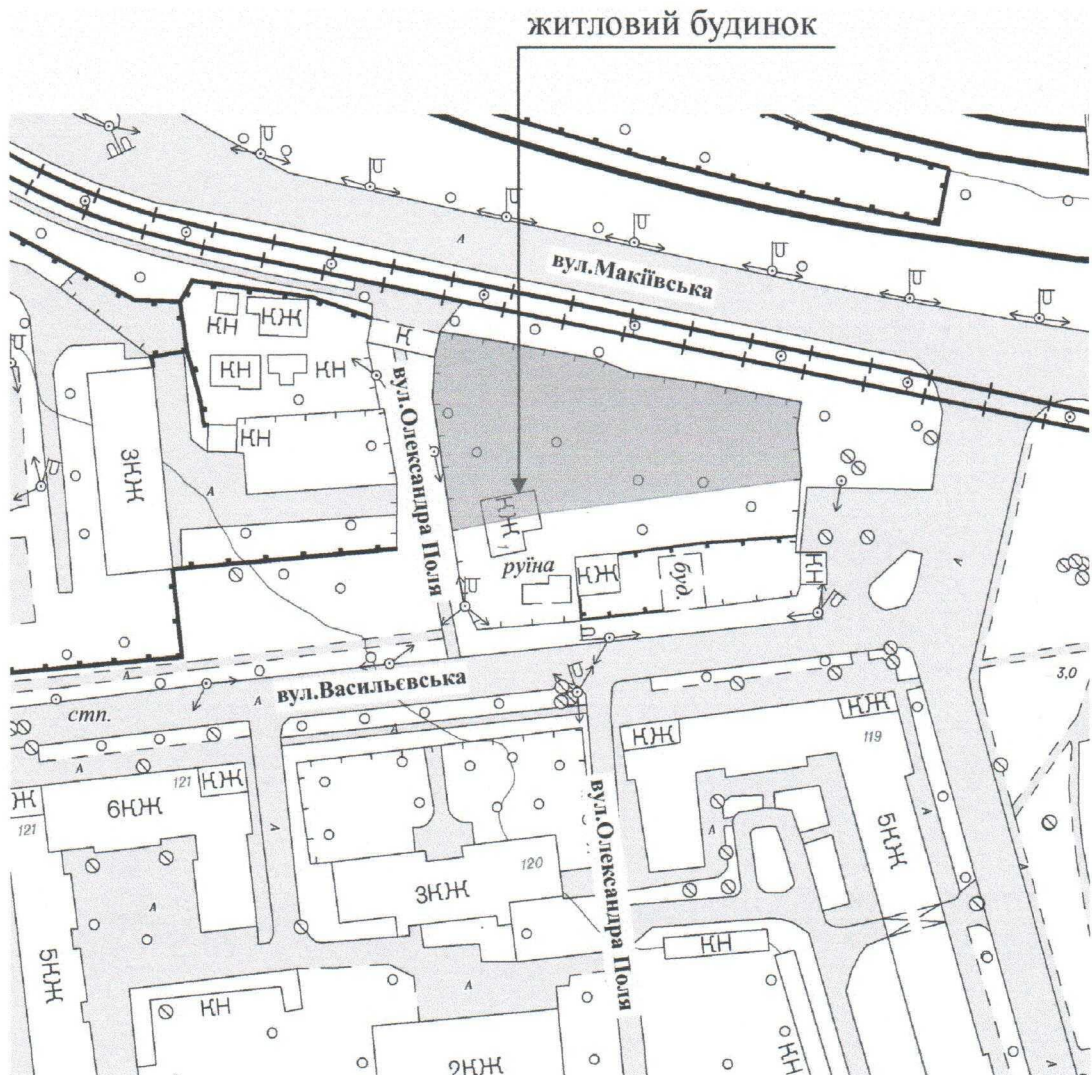 житловий будинок
вул.Макіївська
КН
КЖ
КН
КН
К
КН
3КЖ
вул.Олександра Поля
КЖ
руїна
КЖ
буд.
КН
А
А
А
вул.Васильєвська
стп.
А
А
А
А
3,0
КЖ
121
6КЖ
121
КЖ
А
КЖ
119
КЖ
5КЖ
120
3КЖ
вул.Олександра Поля
А
А
А
5КЖ
А
А
КН
КН
А
2КЖ
КН